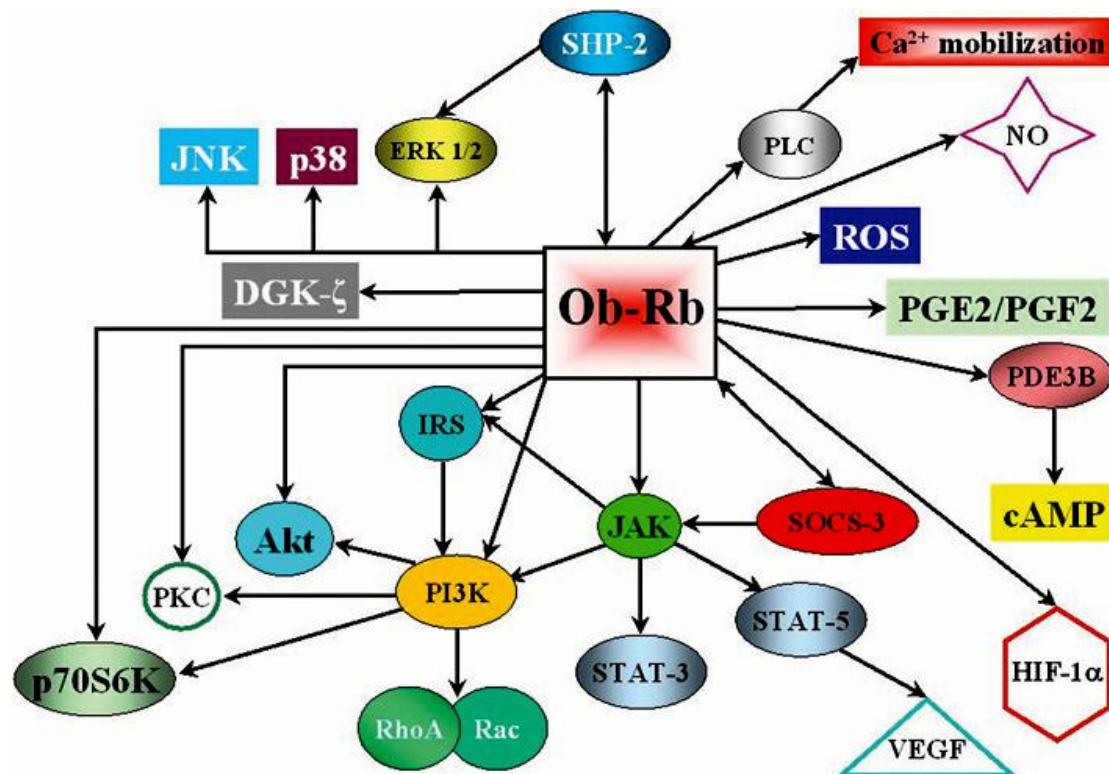 SHP-2
Ca²⁺ mobilization
JNK
p38
ERK 1/2
PLC
NO
ROS
DGK-ζ
Ob-Rb
PGE2/PGF2
PDE3B
IRS
cAMP
Akt
JAK
SOCS-3
PKC
PI3K
STAT-5
p70S6K
STAT-3
HIF-1α
RhoA
Rac
VEGF